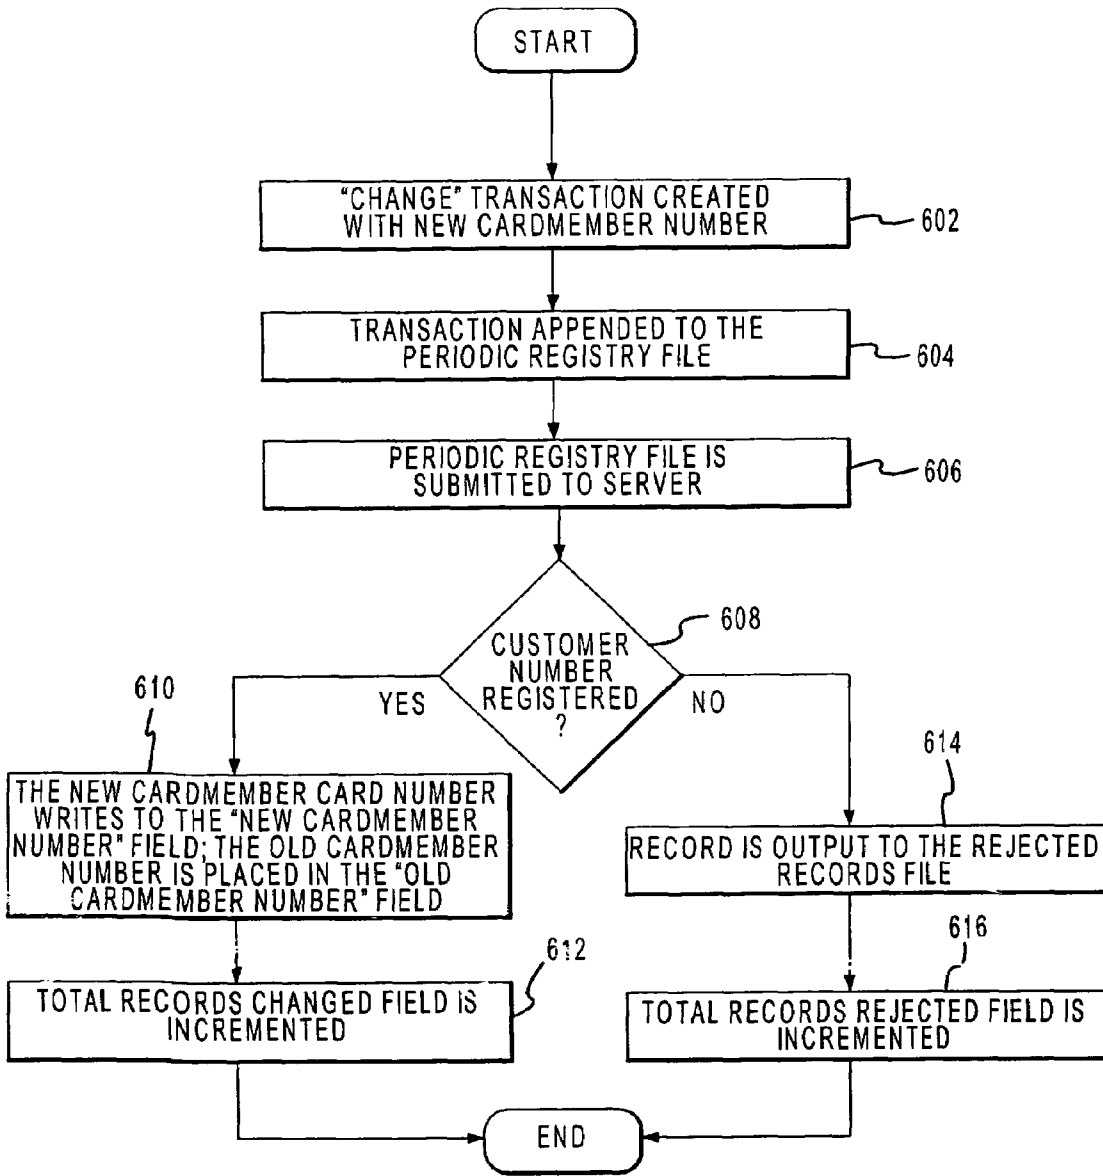 START
"CHANGE" TRANSACTION CREATED
WITH NEW CARDMEMBER NUMBER
602
TRANSACTION APPENDED TO THE
PERIODIC REGISTRY FILE
604
PERIODIC REGISTRY FILE IS
SUBMITTED TO SERVER
606
608
CUSTOMER
NUMBER
REGISTERED
?
YES
NO
610
THE NEW CARDMEMBER CARD NUMBER
WRITES TO THE "NEW CARDMEMBER
NUMBER" FIELD; THE OLD CARDMEMBER
NUMBER IS PLACED IN THE "OLD
CARDMEMBER NUMBER" FIELD
614
RECORD IS OUTPUT TO THE REJECTED
RECORDS FILE
612
TOTAL RECORDS CHANGED FIELD IS
INCREMENTED
616
TOTAL RECORDS REJECTED FIELD IS
INCREMENTED
END